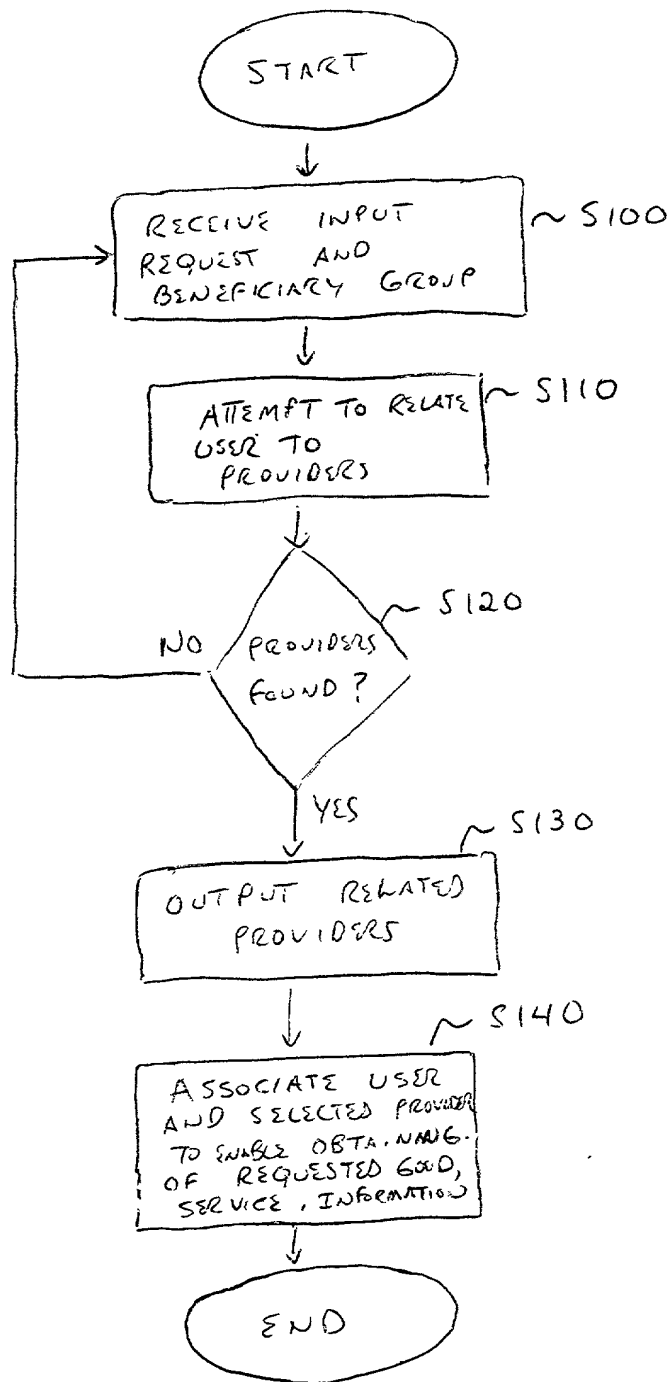 START
RECEIVE INPUT
REQUEST AND
BENEFICIARY GROUP
~ S100
ATTEMPT TO RELATE
USER TO
PROVIDERS
~ S110
PROVIDERS
FOUND?
~ S120
NO
YES
~ S130
OUTPUT RELATED
PROVIDERS
~ S140
ASSOCIATE USER
AND SELECTED PROVIDER
TO ENABLE OBTAINING
OF REQUESTED GOOD,
SERVICE, INFORMATION
END